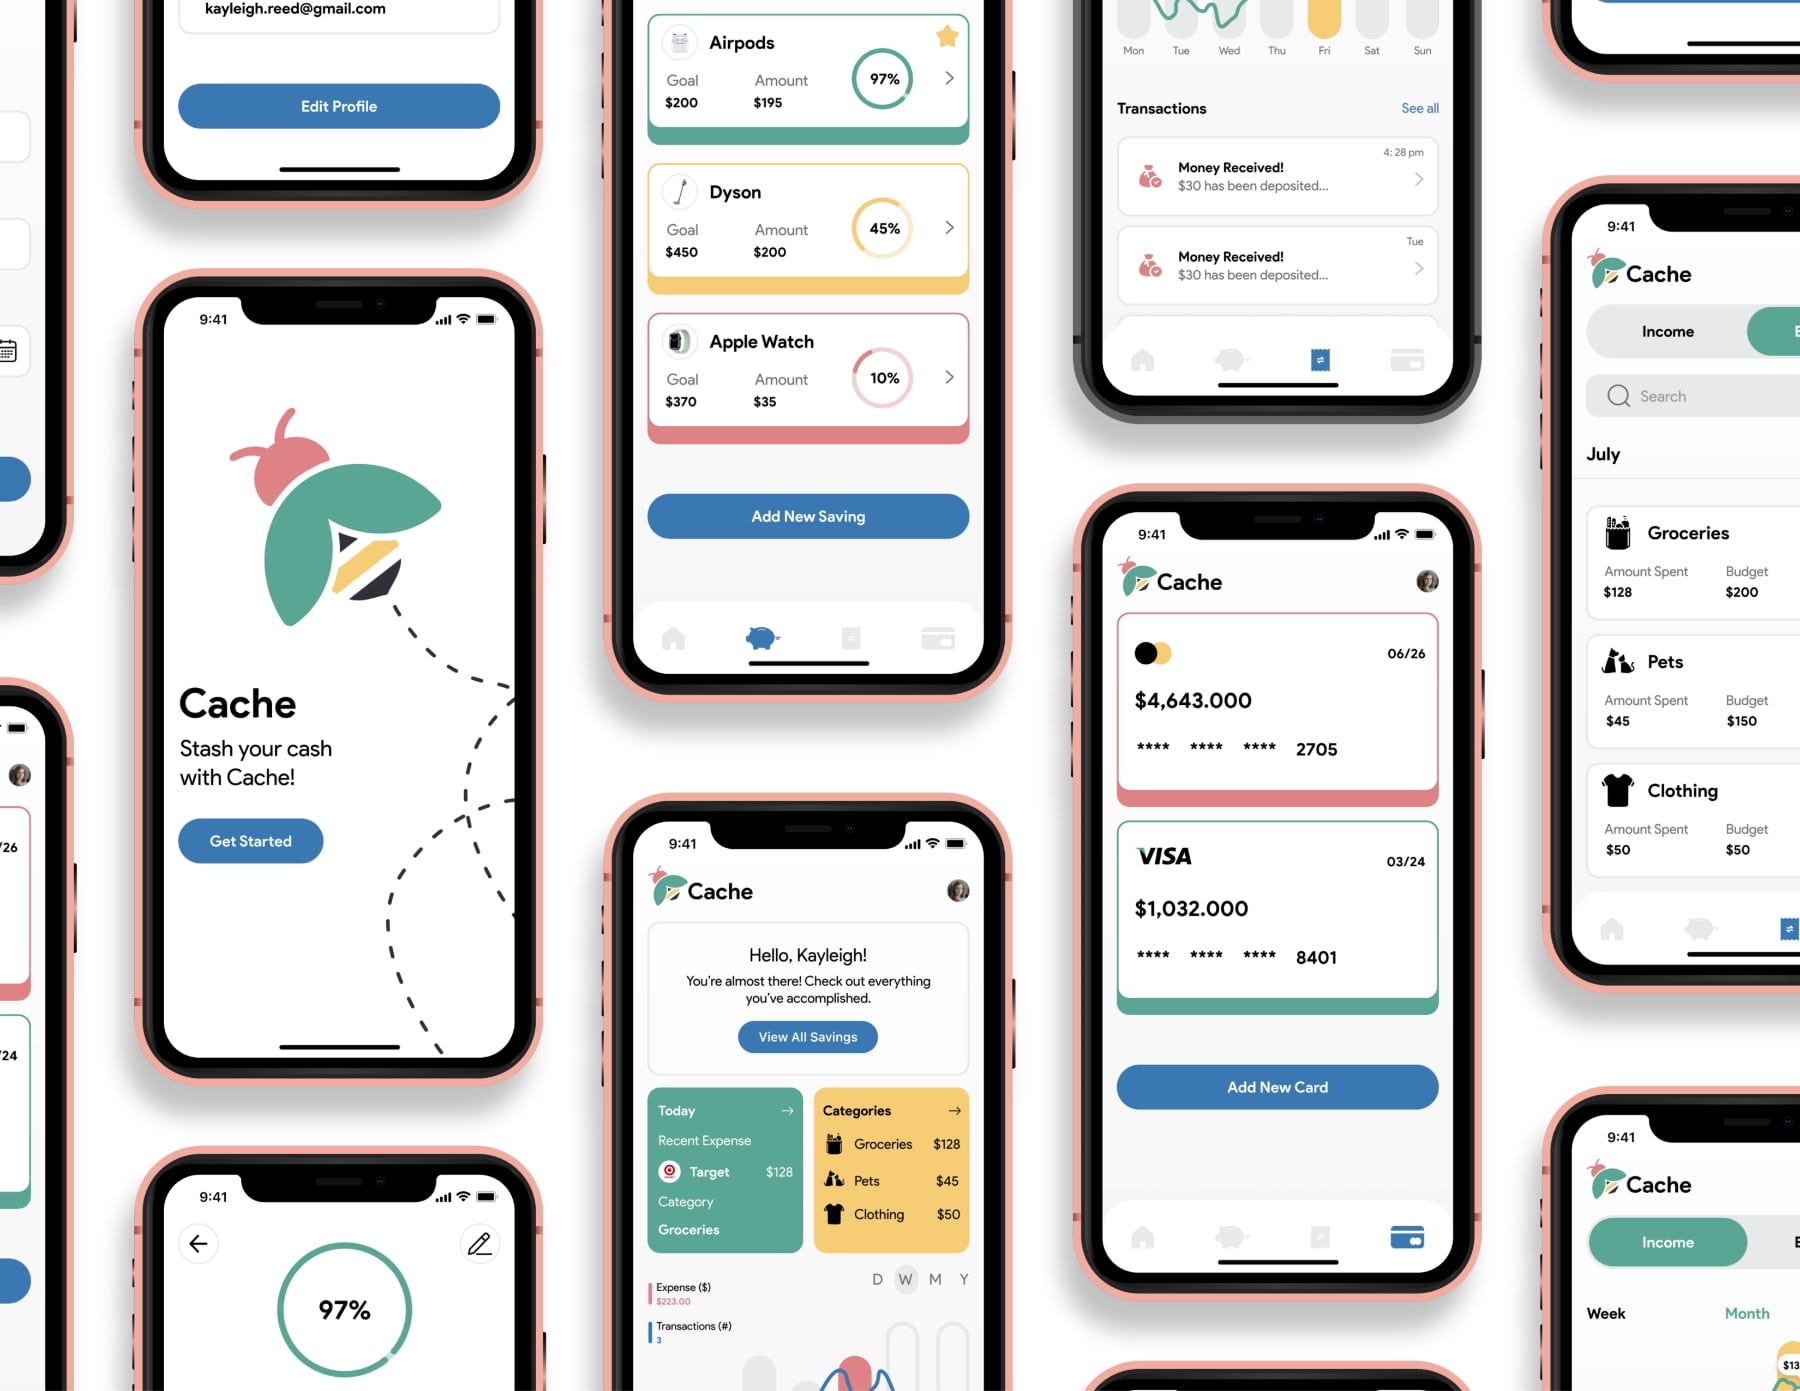 /26
/24
kayleigh.reed@gmail.com
Edit Profile
9:41
Cache
Stash your cash
with Cache!
Get Started
9:41
97%
Airpods
Goal
Amount
$200
$195
97%
Dyson
Goal
Amount
$450
$200
45%
Apple Watch
Goal
Amount
$370
$35
10%
Add New Saving
9:41
Cache
Hello, Kayleigh!
You're almost there! Check out everything
you've accomplished.
View All Savings
Today
Recent Expense
Target $128
Category
Groceries
Categories
Groceries $128
Pets $45
Clothing $50
D W M Y
Expense ($)
$223.00
Transactions (#)
3
Mon Tue Wed Thu Fri Sat Sun
Transactions See all
4:28 pm
Money Received!
$30 has been deposited...
Tue
Money Received!
$30 has been deposited...
9:41
Cache
06/26
$4,643.000
**** **** **** 2705
VISA
03/24
$1,032.000
**** **** **** 8401
Add New Card
9:41
Cache
Income
Search
July
Groceries
Amount Spent Budget
$128 $200
Pets
Amount Spent Budget
$45 $150
Clothing
Amount Spent Budget
$50 $50
9:41
Cache
Income
Week Month
$13